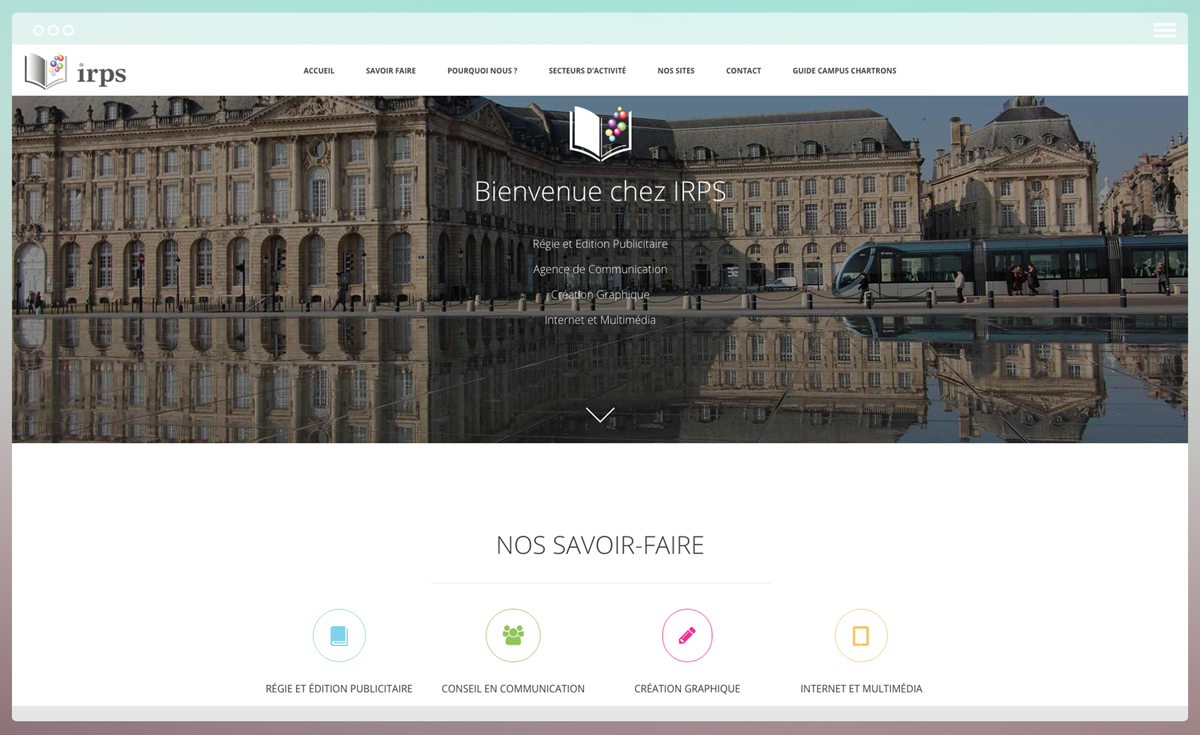 irps
ACCUEIL SAVOIR FAIRE POURQUOI NOUS ? SECTEURS D'ACTIVITÉ NOS SITES CONTACT GUIDE CAMPUS CHARTRONS
Bienvenue chez IRPS
Régie et Edition Publicitaire
Agence de Communication
Création Graphique
Internet et Multimédia
NOS SAVOIR-FAIRE
RÉGIE ET ÉDITION PUBLICITAIRE CONSEIL EN COMMUNICATION CRÉATION GRAPHIQUE INTERNET ET MULTIMÉDIA